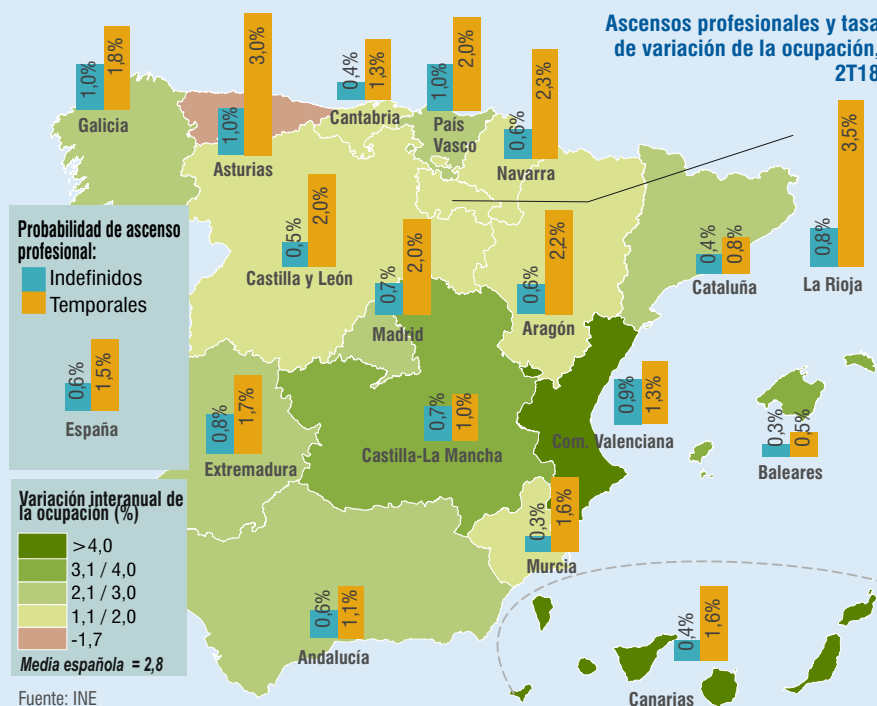 Ascensos profesionales y tasa
de variación de la ocupación,
2T18
1,0%
1,8%
Galicia
1,0%
3,0%
Asturias
0,4%
1,3%
Cantabria
1,0%
2,0%
País
Vasco
0,6%
2,3%
Navarra
0,8%
3,5%
La Rioja
0,5%
2,0%
Castilla y León
0,7%
2,0%
Madrid
0,6%
2,2%
Aragón
0,4%
0,8%
Cataluña
Probabilidad de ascenso
profesional:
Indefinidos
Temporales
0,6%
1,5%
España
0,8%
1,7%
Extremadura
0,7%
1,0%
Castilla-La Mancha
0,9%
1,3%
Com. Valenciana
0,3%
0,5%
Baleares
0,3%
1,6%
Murcia
0,6%
1,1%
Andalucía
0,4%
1,6%
Canarias
Variación interanual de
la ocupación (%)
>4,0
3,1 / 4,0
2,1 / 3,0
1,1 / 2,0
-1,7
Media española = 2,8
Fuente: INE